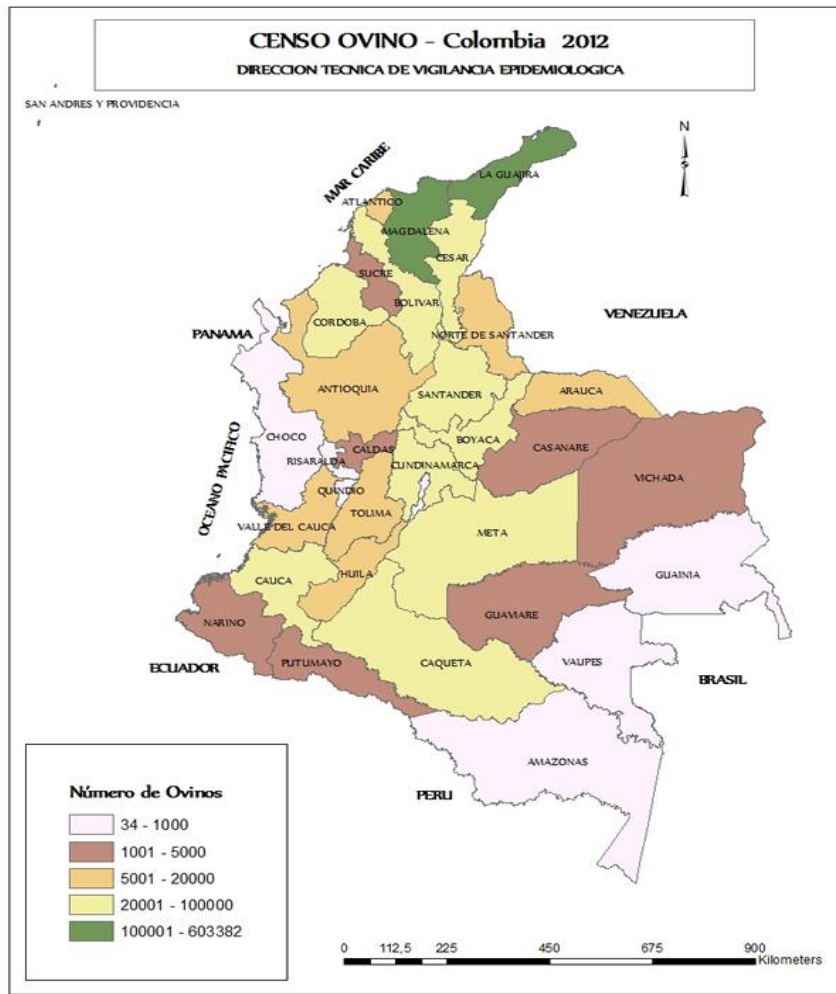 CENSO OVINO - Colombia 2012
DIRECCION TECNICA DE VIGILANCIA EPIDEMIOLOGICA
SAN ANDRES Y PROVIDENCIA
N
MAR CARIBE
LA GUAJIRA
ATLANTICO
MAGDALENA
CESAR
SUCRE
BOLIVAR
VENEZUELA
CORDOBA
PANAMA
NORTE DE SANTANDER
ANTIOQUIA
SANTANDER
ARAUCA
CHOCO
BOYACA
CALDAS
CASANARE
RISARALDA
CUNDINAMARCA
VICHADA
OCEANO PACIFICO
QUINDIO
TOLIMA
VALLE DEL CAUCA
META
HUILA
GUAINIA
CAUCA
GUAVIARE
NARINO
PUTUMAYO
CAQUETA
VAUPES
ECUADOR
BRASIL
AMAZONAS
PERU
Número de Ovinos
34 - 1000
1001 - 5000
5001 - 20000
20001 - 100000
100001 - 603382
0 112,5 225 450 675 900
Kilometers